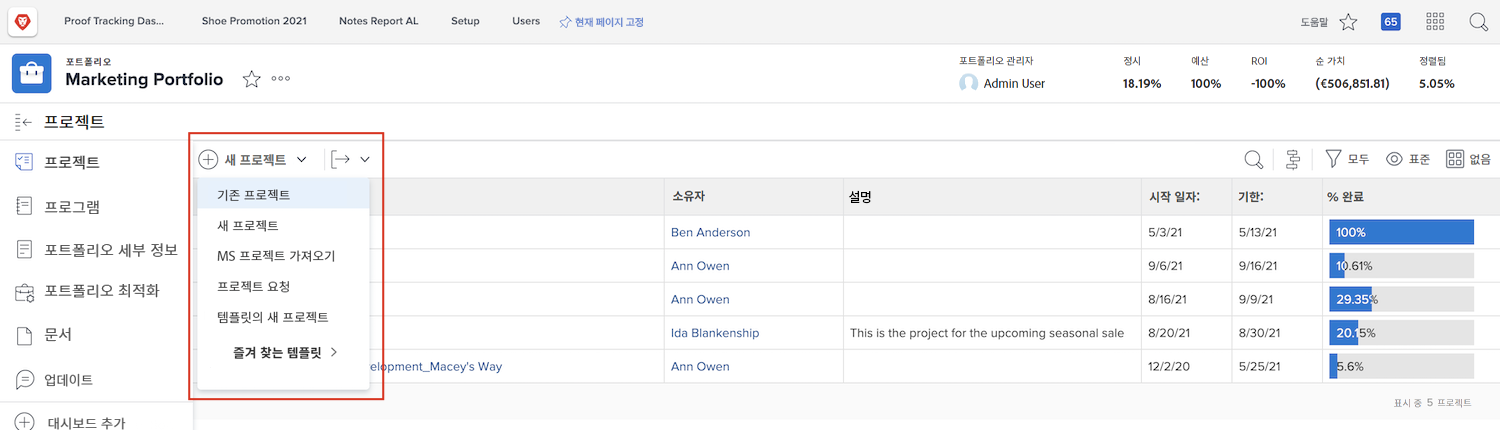 Proof Tracking Das... Shoe Promotion 2021 Notes Report AL Setup Users 현재 페이지 고정 도움말 65
포트폴리오
Marketing Portfolio
포트폴리오 관리자 정시 예산 ROI 순 가치 정렬됨
Admin User 18.19% 100% -100% (€506,851.81) 5.05%
프로젝트
프로젝트
프로그램
포트폴리오 세부 정보
포트폴리오 최적화
문서
업데이트
대시보드 추가
새 프로젝트
모두 표준 없음
기존 프로젝트
새 프로젝트
MS 프로젝트 가져오기
프로젝트 요청
템플릿의 새 프로젝트
즐겨 찾는 템플릿
소유자 설명 시작 일자: 기한: % 완료
Ben Anderson 5/3/21 5/13/21 100%
Ann Owen 9/6/21 9/16/21 10.61%
Ann Owen 8/16/21 9/9/21 29.35%
Ida Blankenship This is the project for the upcoming seasonal sale 8/20/21 8/30/21 20.15%
elopment_Macey's Way Ann Owen 12/2/20 5/25/21 5.6%
표시 중 5 프로젝트